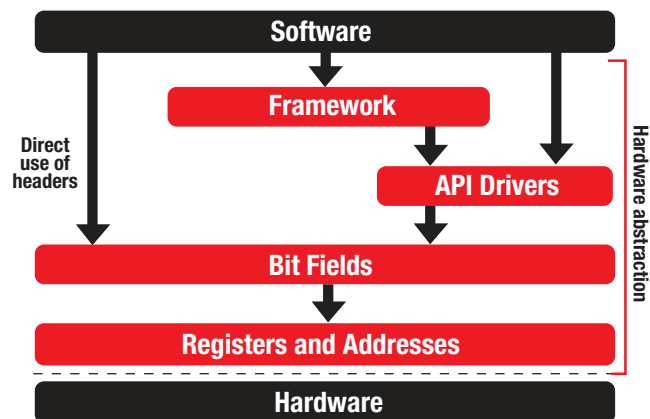 Software
Framework
Direct
use of
headers
API Drivers
Hardware abstraction
Bit Fields
Registers and Addresses
Hardware